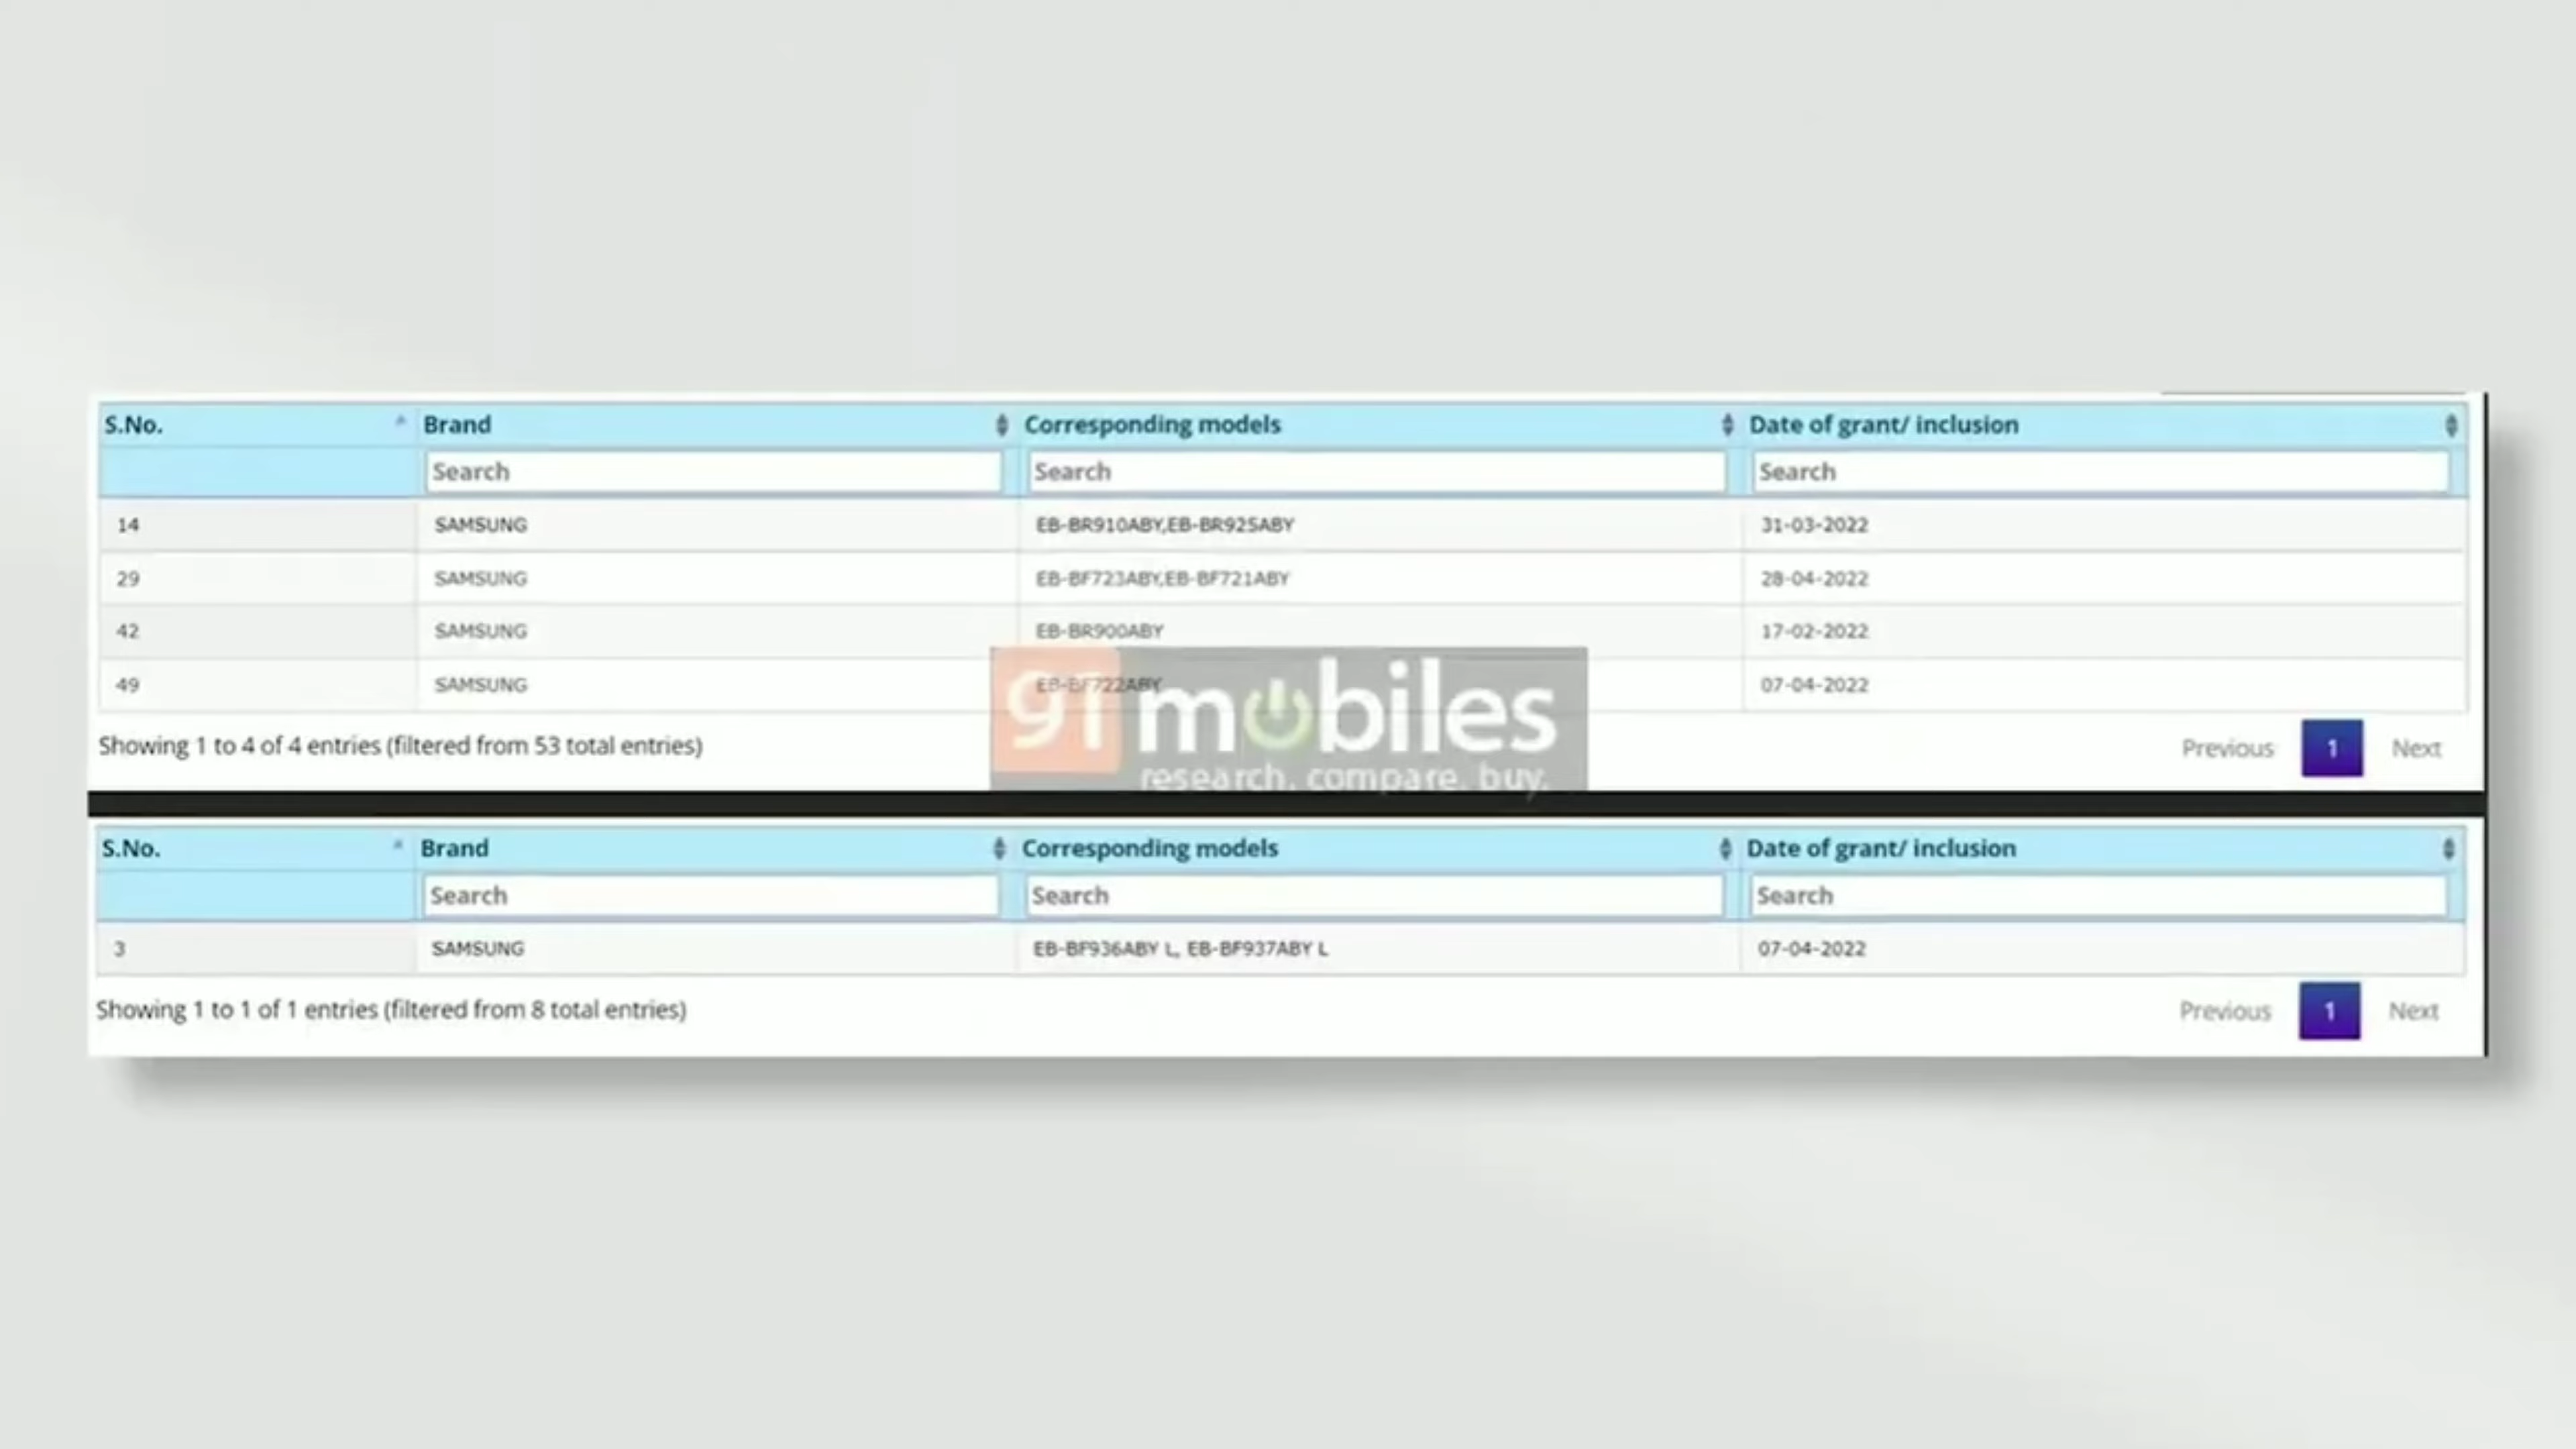 S.No. Brand Corresponding models Date of grant/ inclusion
Search Search Search
14 SAMSUNG EB-BR910ABY,EB-BR925ABY 31-03-2022
29 SAMSUNG EB-BF723ABY,EB-BF721ABY 28-04-2022
42 SAMSUNG EB-BR900ABY 17-02-2022
49 SAMSUNG EB-BF722ABY 07-04-2022
91mobiles
research. compare. buy.
Showing 1 to 4 of 4 entries (filtered from 53 total entries) Previous 1 Next
S.No. Brand Corresponding models Date of grant/ inclusion
Search Search Search
3 SAMSUNG EB-BF936ABY L, EB-BF937ABY L 07-04-2022
Showing 1 to 1 of 1 entries (filtered from 8 total entries) Previous 1 Next